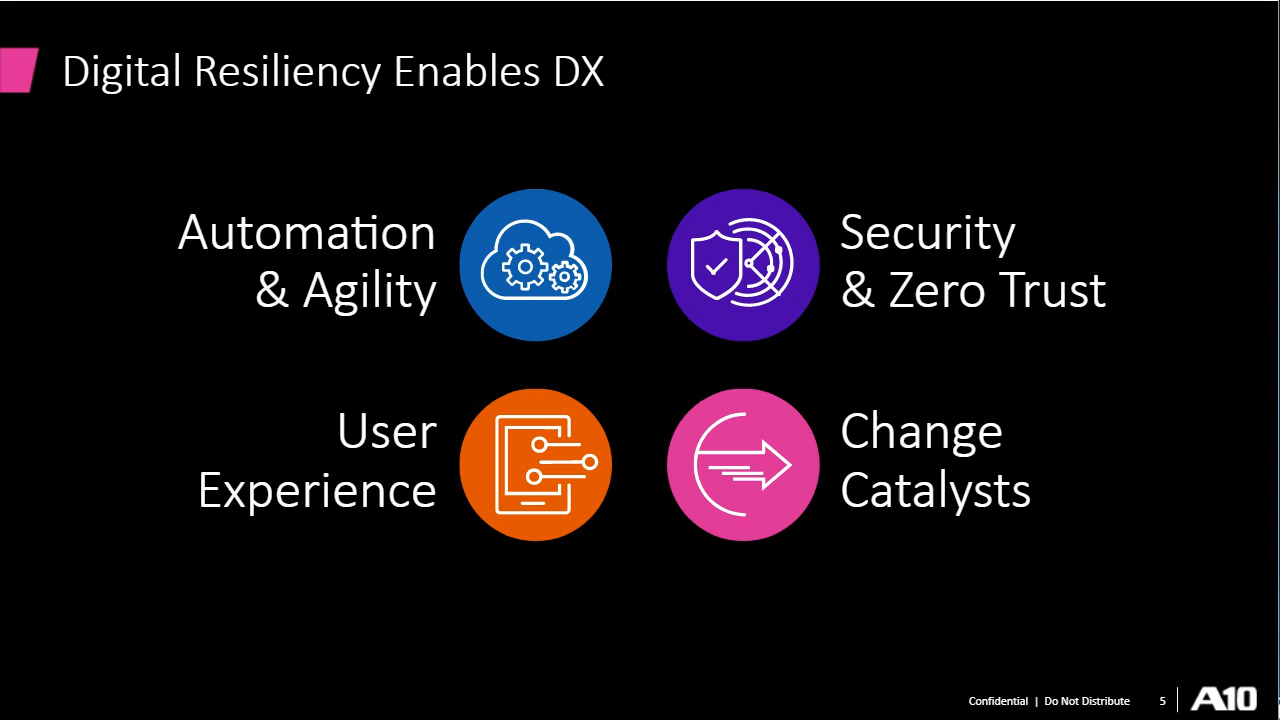 Digital Resiliency Enables DX
Automation
& Agility
Security
& Zero Trust
User
Experience
Change
Catalysts
Confidential | Do Not Distribute 5 A10